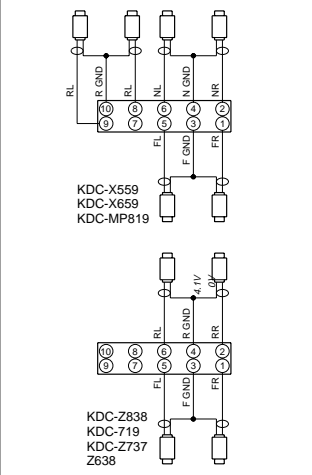 RL
R GND
RL
NL
N GND
NR
10 8 6 4 2
9 7 5 3 1
FL
F GND
FR
KDC-X559
KDC-X659
KDC-MP819
4.1V
0V
RL
R GND
RR
10 8 6 4 2
9 7 5 3 1
FL
F GND
FR
KDC-Z838
KDC-719
KDC-Z737
Z638